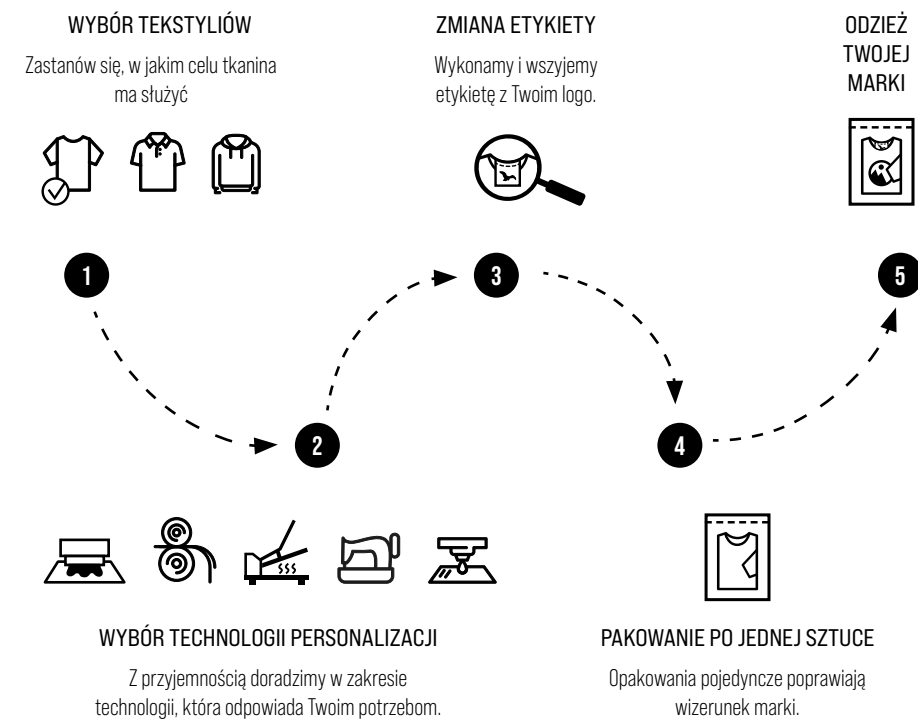 WYBÓR TEKSTYLIÓW
Zastanów się, w jakim celu tkanina
ma służyć
1
WYBÓR TECHNOLOGII PERSONALIZACJI
Z przyjemnością doradzimy w zakresie
technologii, która odpowiada Twoim potrzebom.
2
ZMIANA ETYKIETY
Wykonamy i wszyjemy
etykietę z Twoim logo.
3
PAKOWANIE PO JEDNEJ SZTUCE
Opakowania pojedyncze poprawiają
wizerunek marki.
4
ODZIEŻ
TWOJEJ
MARKI
5